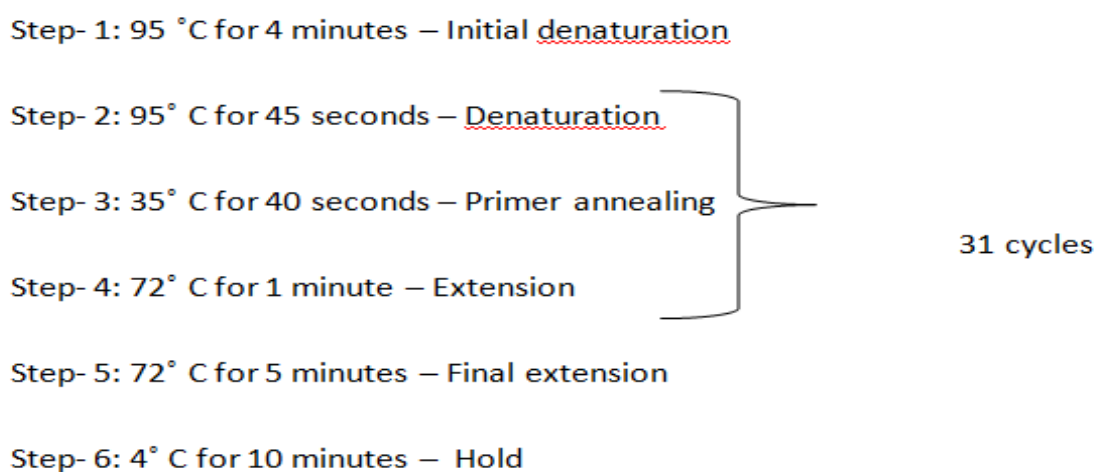 Step- 1: 95 ˚C for 4 minutes – Initial denaturation
Step- 2: 95˚ C for 45 seconds – Denaturation
Step- 3: 35˚ C for 40 seconds – Primer annealing
31 cycles
Step- 4: 72˚ C for 1 minute – Extension
Step- 5: 72˚ C for 5 minutes – Final extension
Step- 6: 4˚ C for 10 minutes – Hold